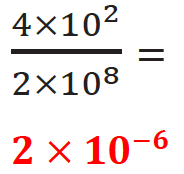 4×10²
2×10⁸ =
2 × 10⁻⁶